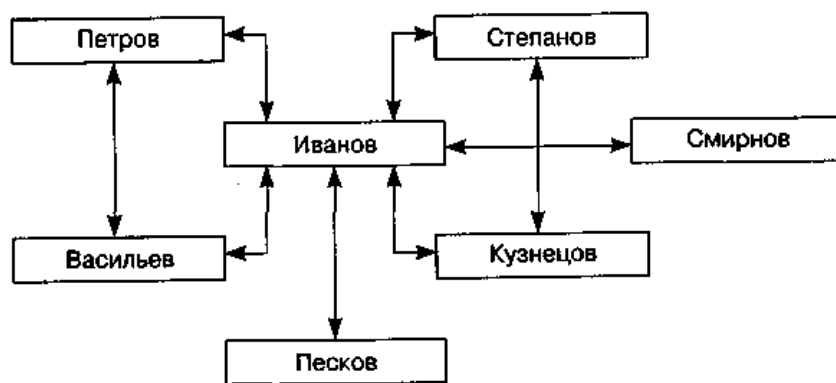 Петров
Степанов
Иванов
Смирнов
Васильев
Кузнецов
Песков